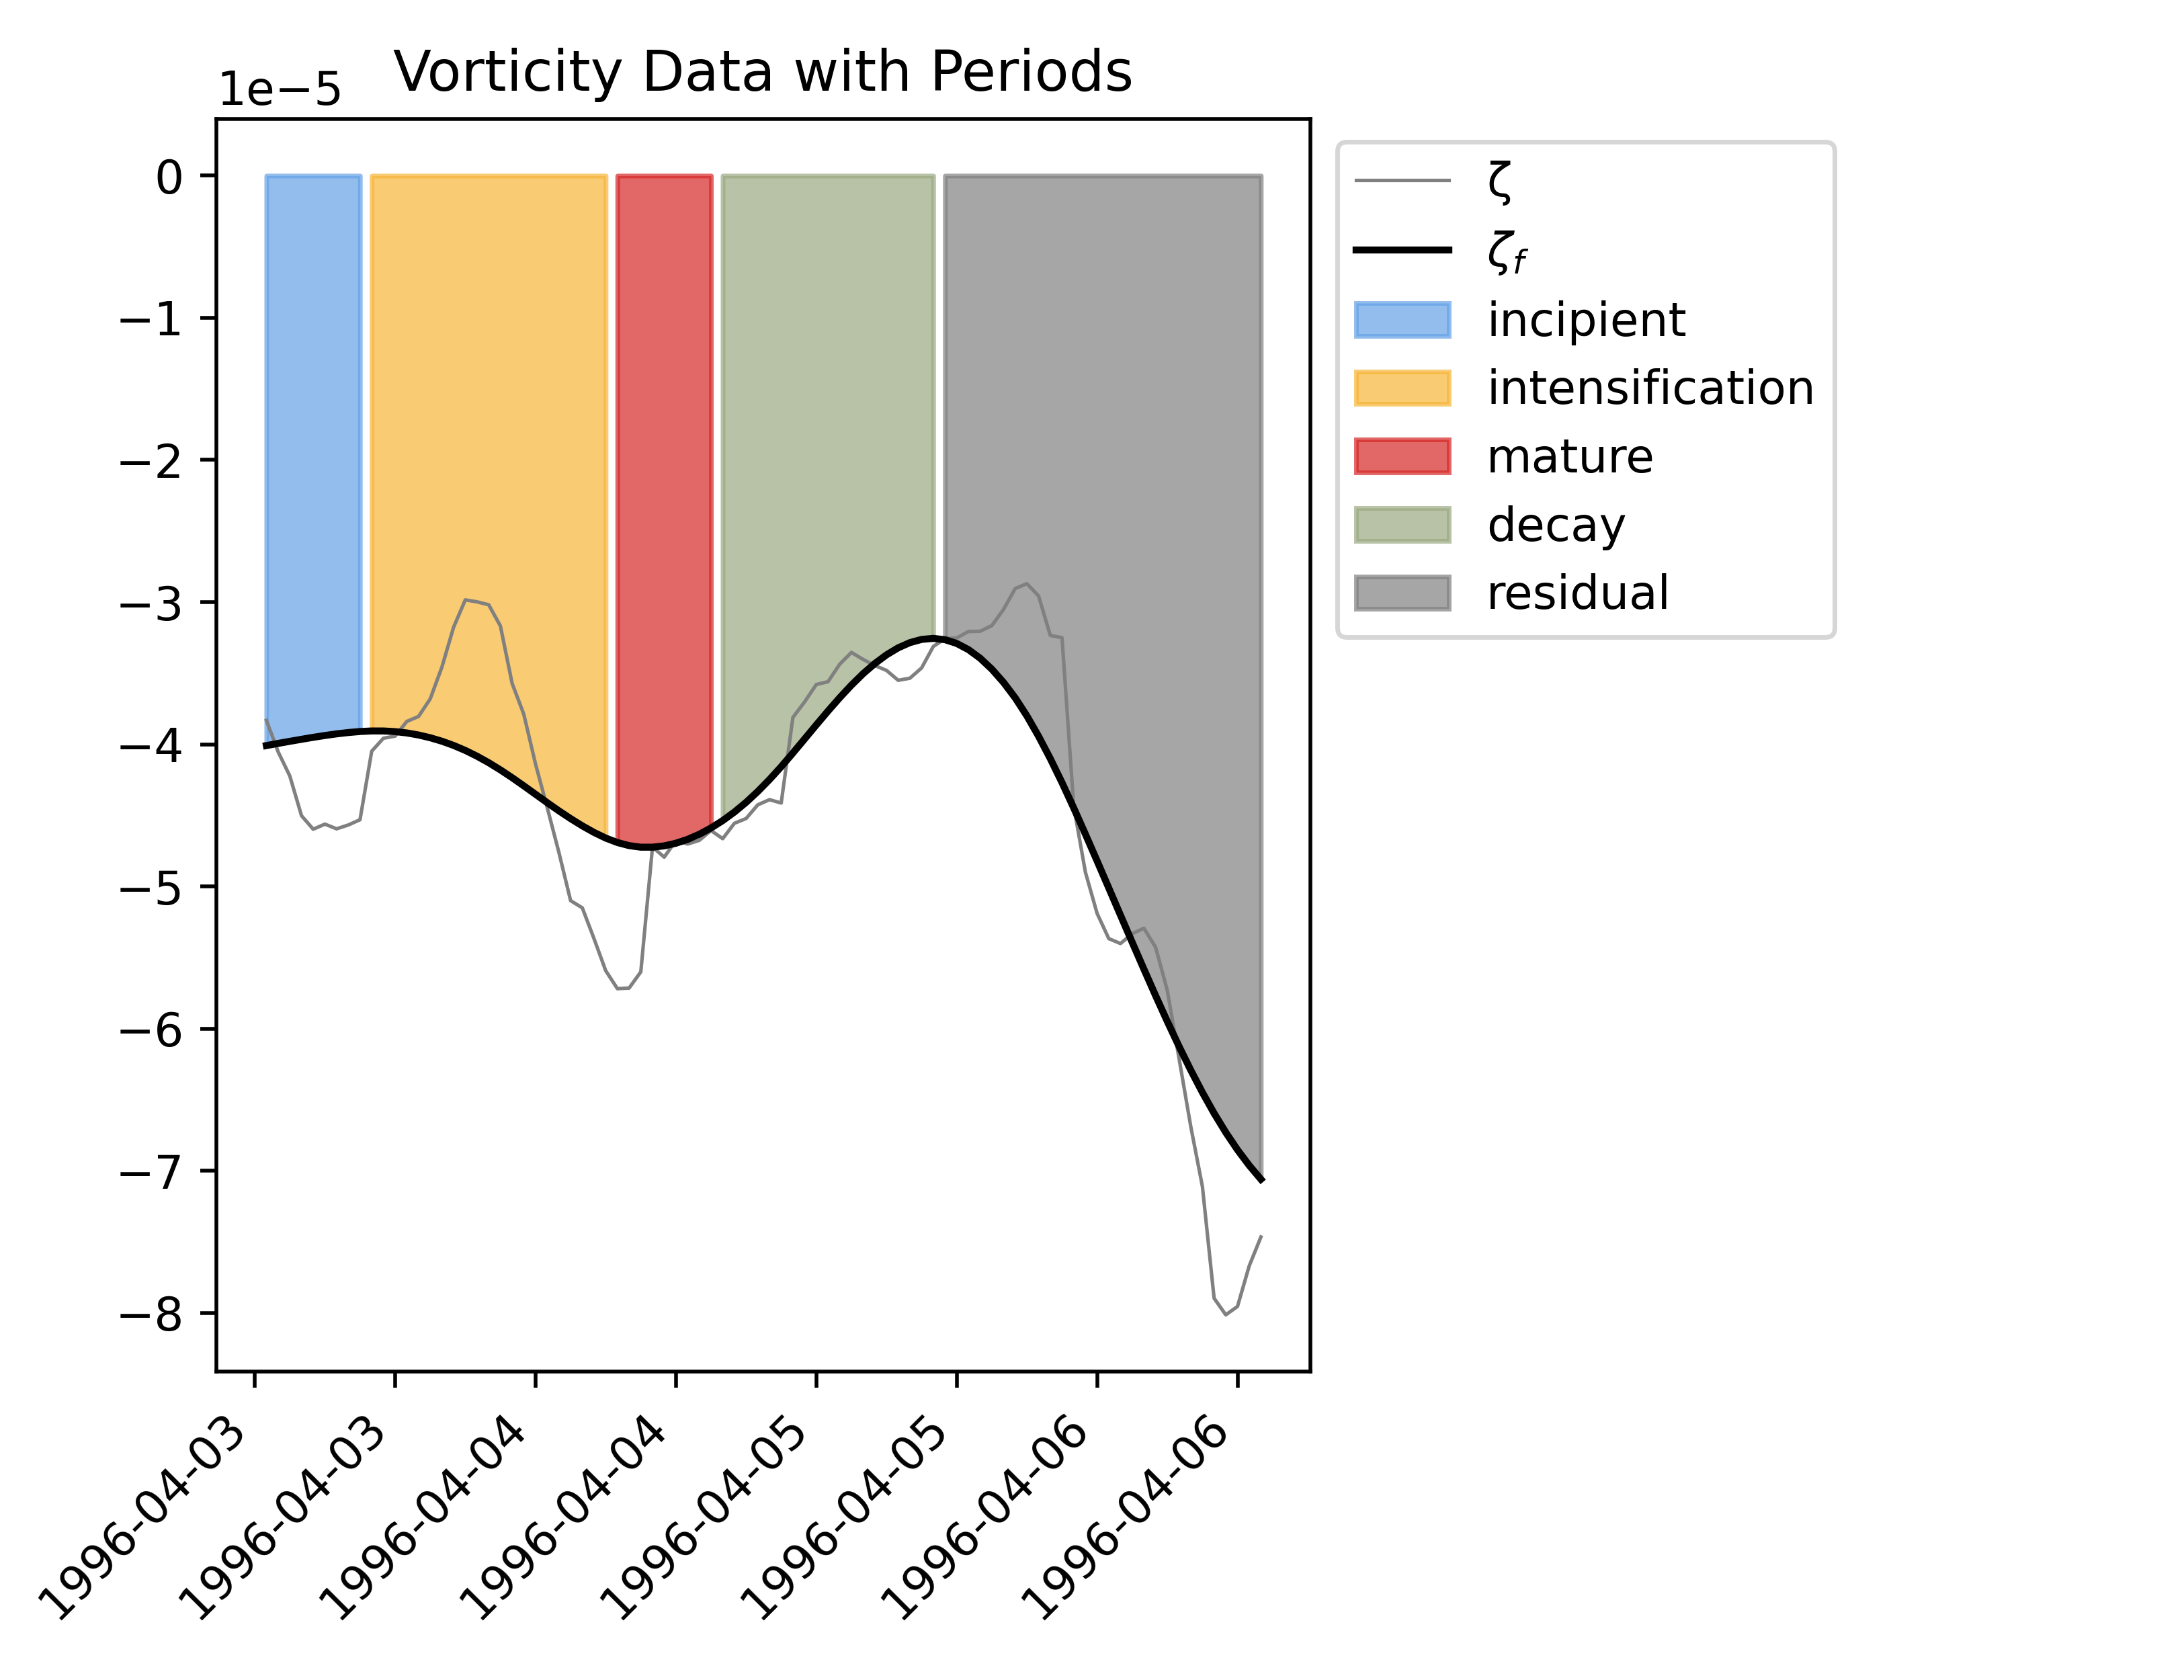 Vorticity Data with Periods
1e−5
0
−1
−2
−3
−4
−5
−6
−7
−8
1996-04-03
1996-04-03
1996-04-04
1996-04-04
1996-04-05
1996-04-05
1996-04-06
1996-04-06
ζ
ζf
incipient
intensification
mature
decay
residual